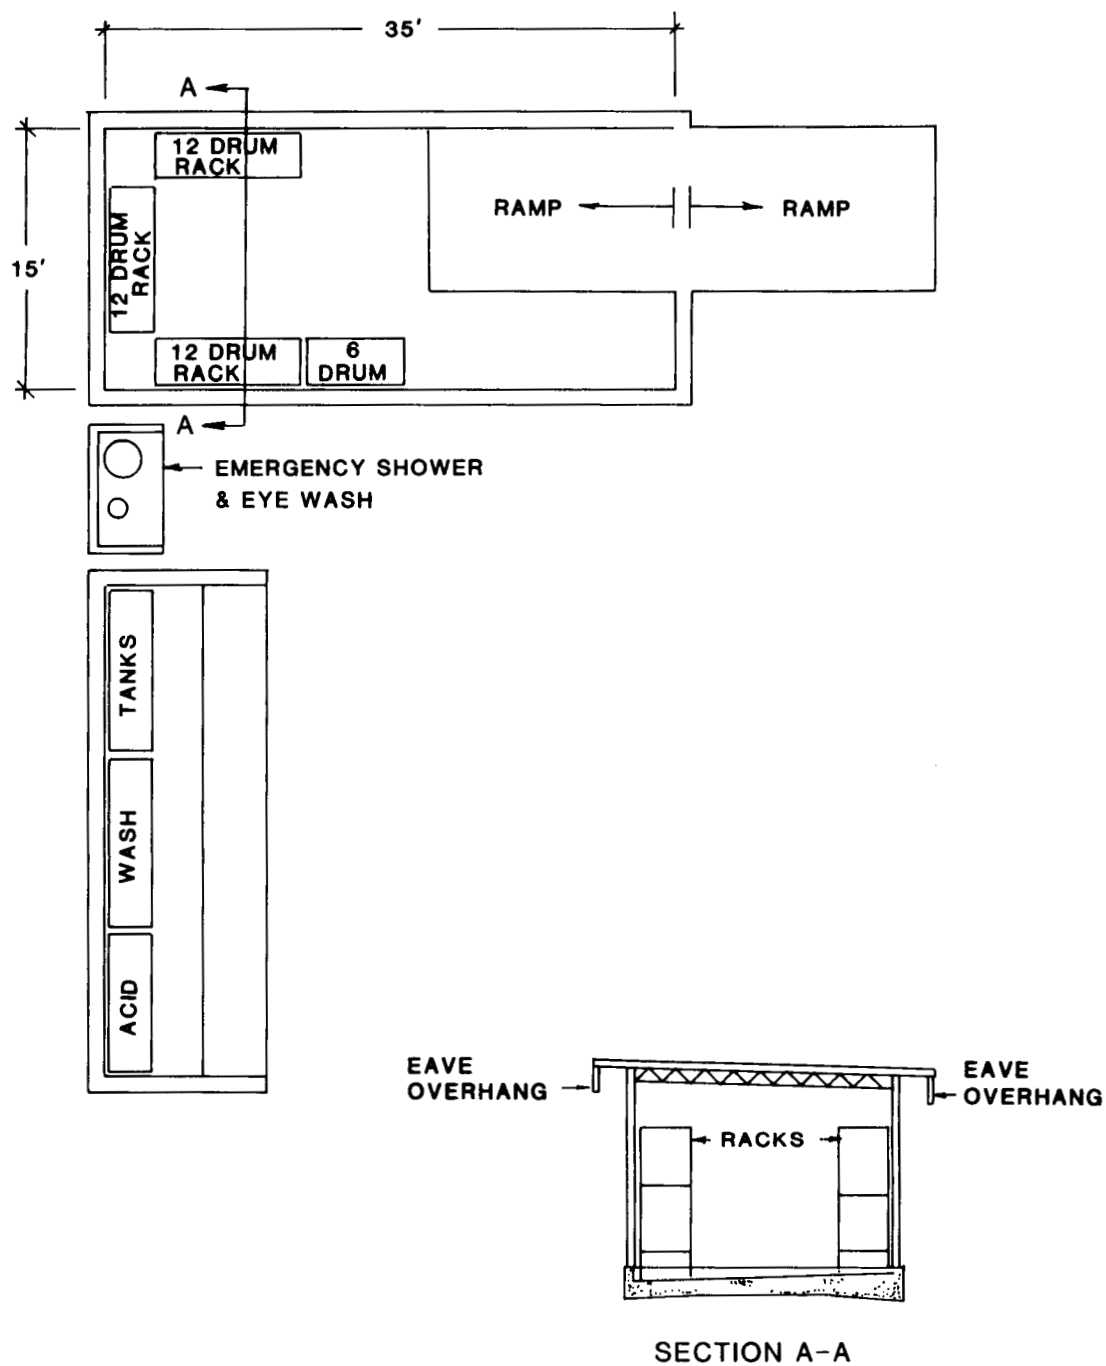 35'
A
12 DRUM
RACK
RAMP
RAMP
12 DRUM
RACK
15'
12 DRUM
RACK
6
DRUM
A
EMERGENCY SHOWER
& EYE WASH
TANKS
WASH
ACID
EAVE
OVERHANG
EAVE
OVERHANG
RACKS
SECTION A-A